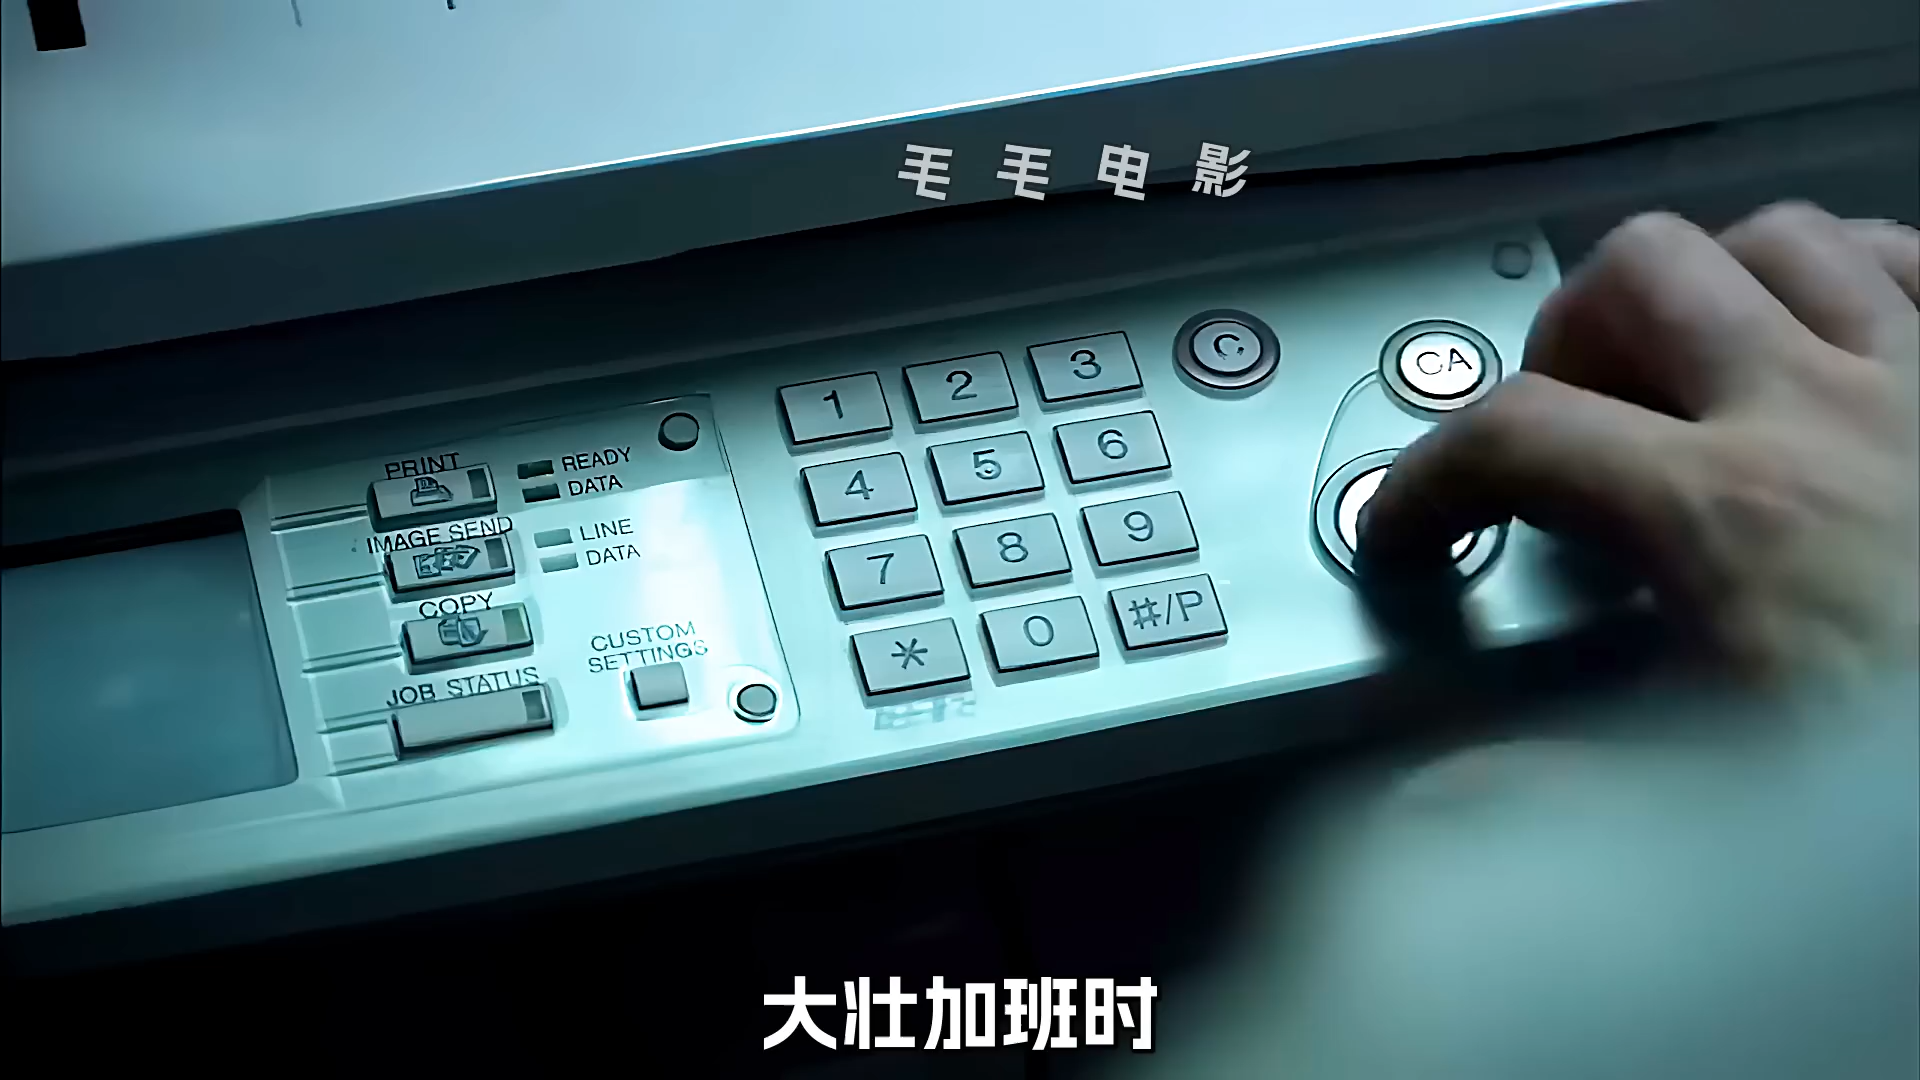 毛毛电影
1 2 3 C CA
4 5 6
7 8 9
* 0 #/P
PRINT
READY
DATA
IMAGE SEND
LINE
DATA
COPY
CUSTOM
SETTINGS
JOB STATUS
大壮加班时